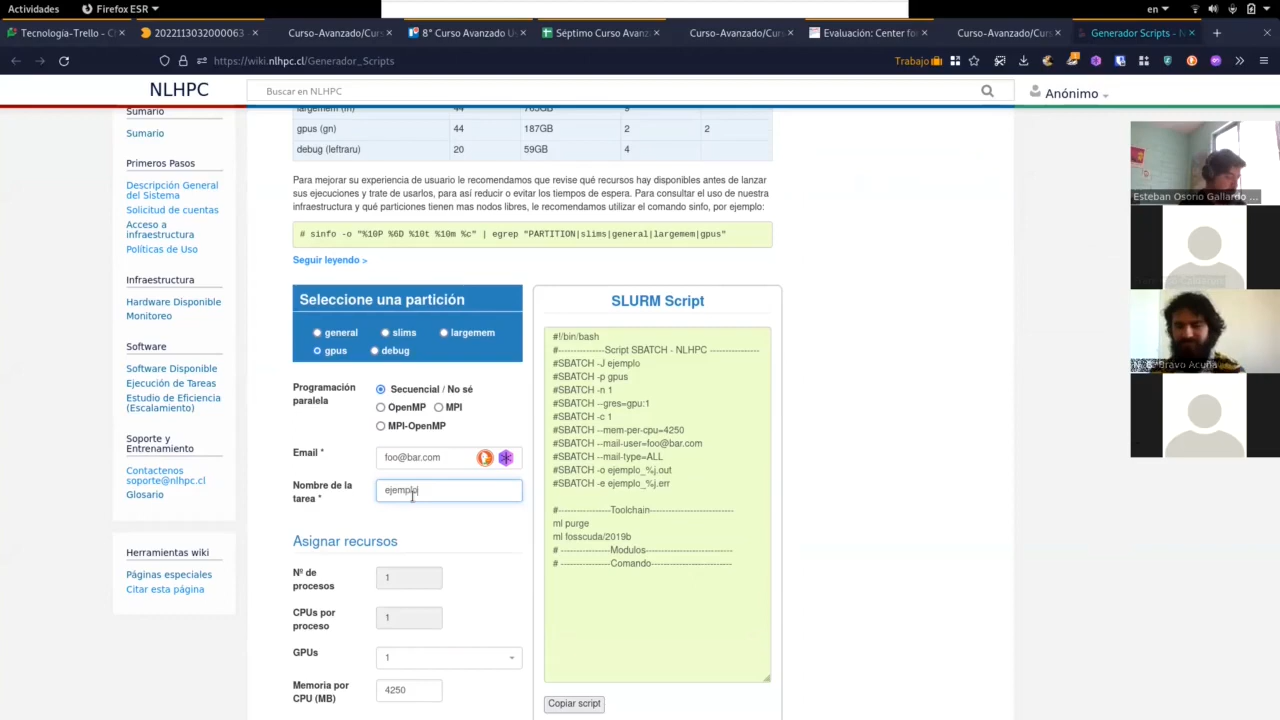 Actividades
Firefox ESR
en
Tecnología-Trello - C
2022113032000063
Curso-Avanzado/Curs
8° Curso Avanzado U
Séptimo Curso Avanz
Curso-Avanzado/Curs
Evaluación: Center fo
Curso-Avanzado/Curs
Generador Scripts - N
https://wiki.nlhpc.cl/Generador_Scripts
Trabajo
NLHPC
Buscar en NLHPC
Anónimo
Sumario
Sumario
Primeros Pasos
Descripción General
del Sistema
Solicitud de cuentas
Acceso a
infraestructura
Políticas de Uso
Infraestructura
Hardware Disponible
Monitoreo
Software
Software Disponible
Ejecución de Tareas
Estudio de Eficiencia
(Escalamiento)
Soporte y
Entrenamiento
Contactenos
soporte@nlhpc.cl
Glosario
Herramientas wiki
Páginas especiales
Citar esta página
largemem (fn) 44 765GB 9
gpus (gn) 44 187GB 2 2
debug (leftraru) 20 59GB 4
Para mejorar su experiencia de usuario le recomendamos que revise qué recursos hay disponibles antes de lanzar
sus ejecuciones y trate de usarlos, para así reducir o evitar los tiempos de espera. Para consultar el uso de nuestra
infraestructura y qué particiones tienen mas nodos libres, le recomendamos utilizar el comando sinfo, por ejemplo:
# sinfo -o "%10P %6D %10t %10m %c" | egrep "PARTITION|slims|general|largemem|gpus"
Seguir leyendo >
Seleccione una partición
general slims largemem
gpus debug
Programación
paralela
Secuencial / No sé
OpenMP MPI
MPI-OpenMP
Email *
foo@bar.com
Nombre de la
tarea *
ejemplo
Asignar recursos
Nº de
procesos
1
CPUs por
proceso
1
GPUs
1
Memoria por
CPU (MB)
4250
SLURM Script
#!/bin/bash
#---------------Script SBATCH - NLHPC ----------------
#SBATCH -J ejemplo
#SBATCH -p gpus
#SBATCH -n 1
#SBATCH --gres=gpu:1
#SBATCH -c 1
#SBATCH --mem-per-cpu=4250
#SBATCH --mail-user=foo@bar.com
#SBATCH --mail-type=ALL
#SBATCH -o ejemplo_%j.out
#SBATCH -e ejemplo_%j.err
#-----------------Toolchain---------------------------
ml purge
ml fosscuda/2019b
# ----------------Modulos----------------------------
# ----------------Comando--------------------------
Copiar script
Esteban Osorio Gallardo ...
Bravo Acuña